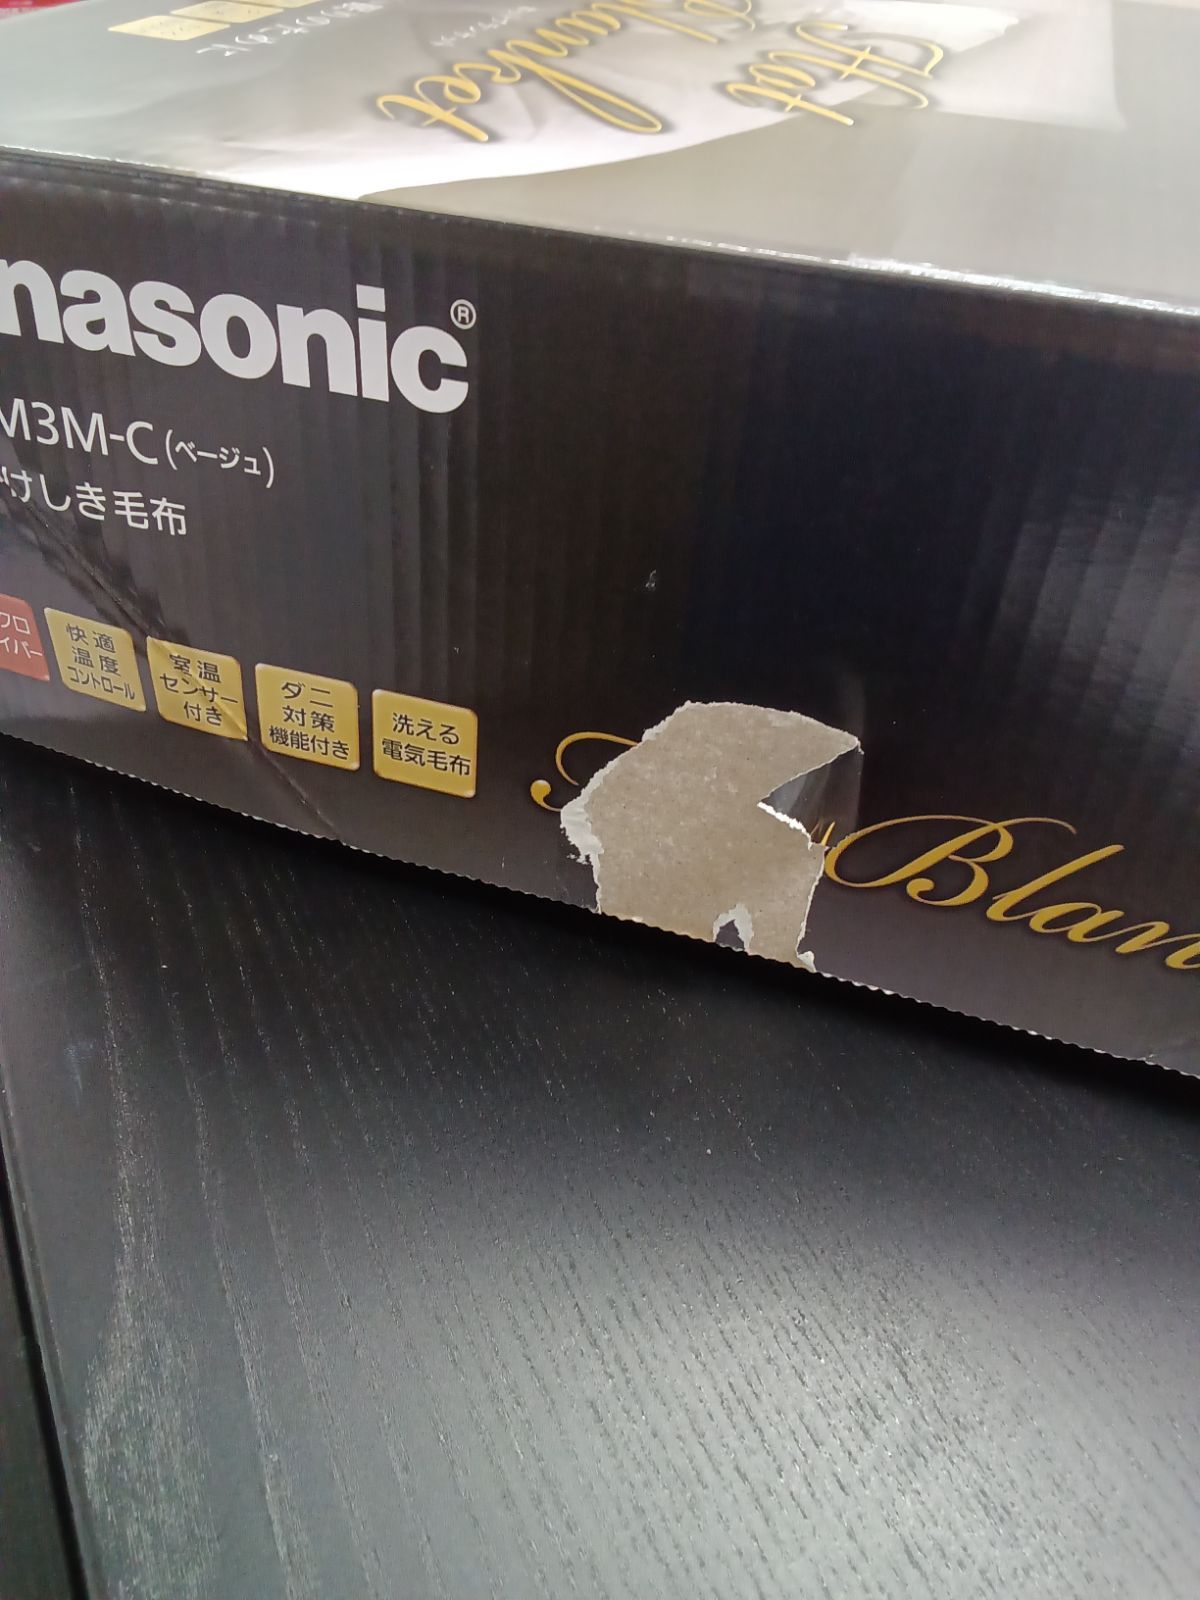 Hot
Blanket
nasonic®
M3M-C(ベージュ)
けしき毛布
快適
温度
コントロール
室温
センサー
付き
ダニ
対策
機能付き
洗える
電気毛布
Blan